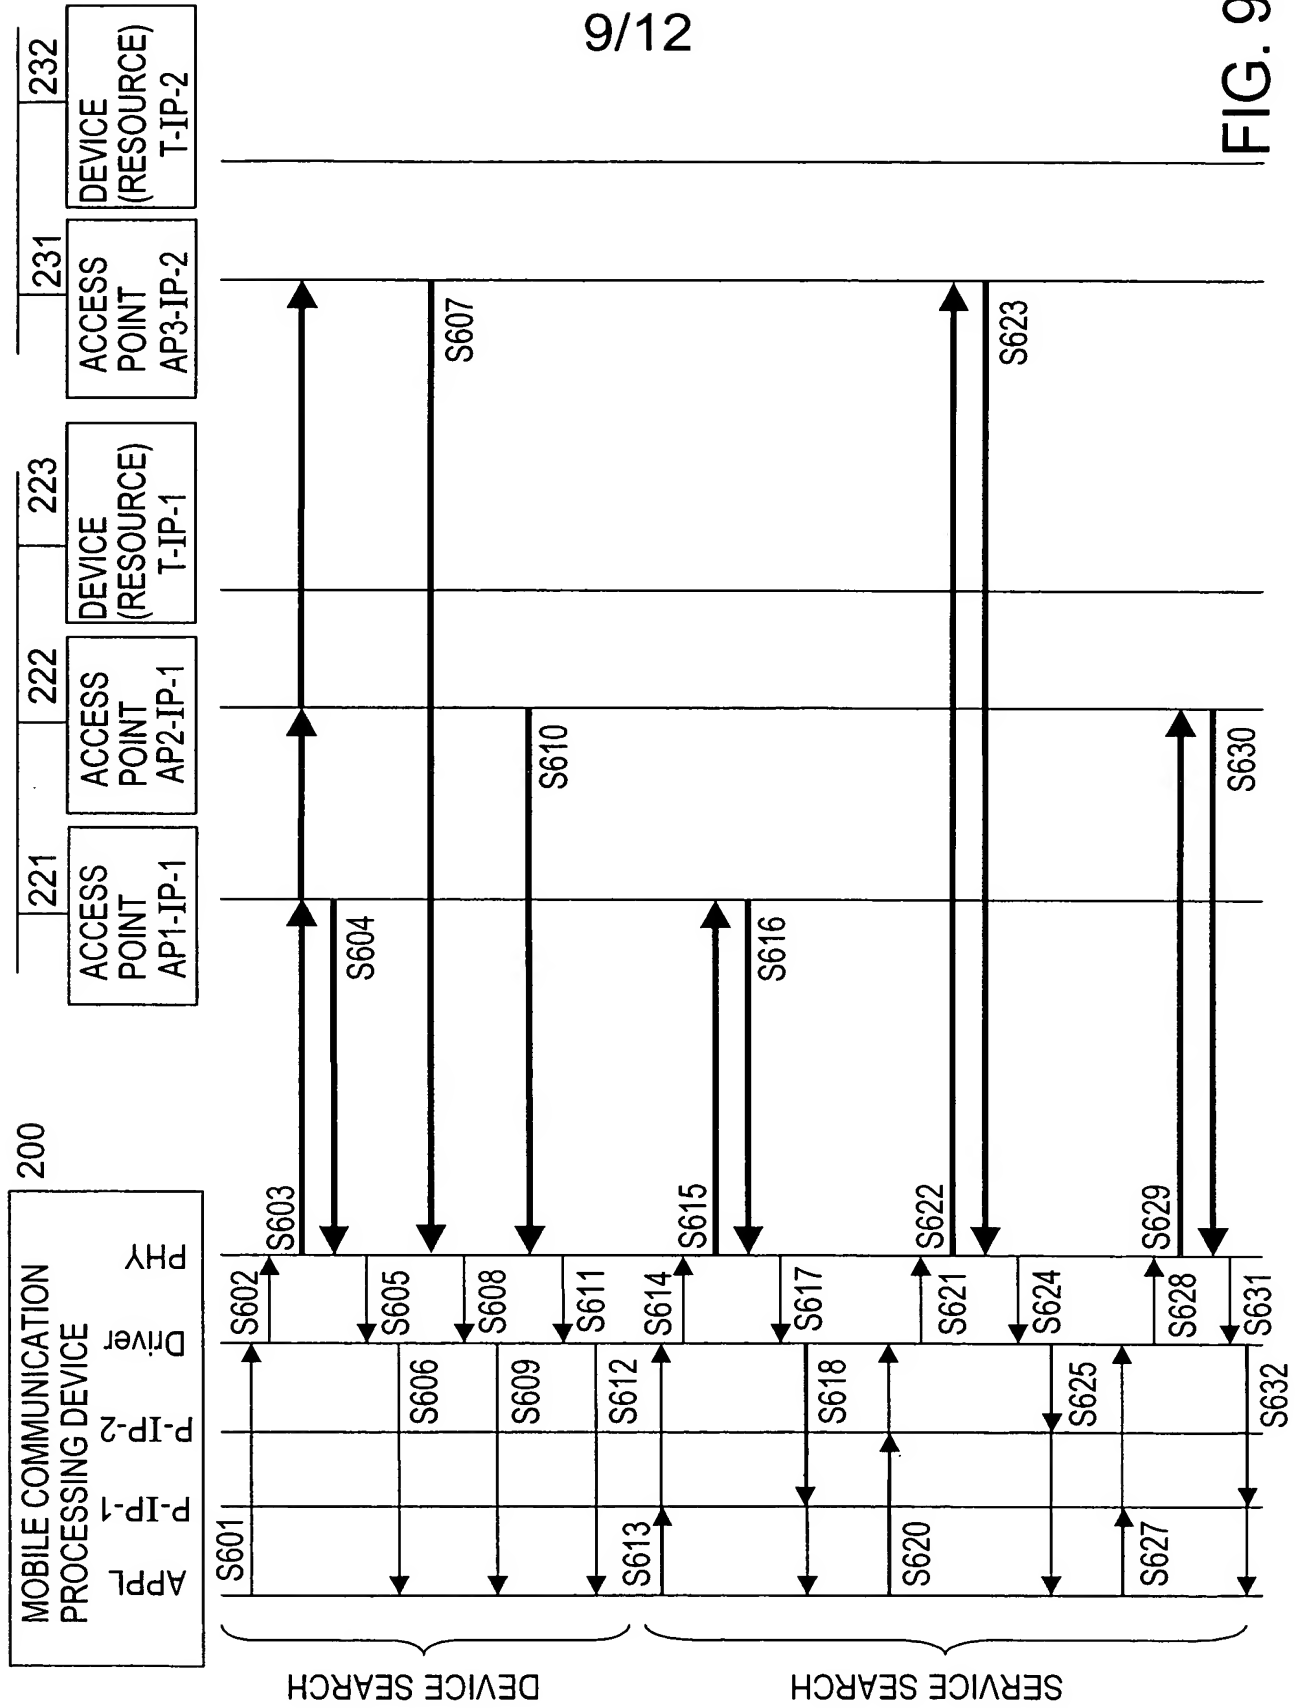 9/12
FIG. 9
MOBILE COMMUNICATION
PROCESSING DEVICE
200
APPL
P-IP-1
P-IP-2
Driver
PHY
221
ACCESS
POINT
AP1-IP-1
222
ACCESS
POINT
AP2-IP-1
223
DEVICE
(RESOURCE)
T-IP-1
231
ACCESS
POINT
AP3-IP-2
232
DEVICE
(RESOURCE)
T-IP-2
DEVICE SEARCH
S601
S602
S603
S604
S605
S606
S607
S608
S609
S610
S611
S612
SERVICE SEARCH
S613
S614
S615
S616
S617
S618
S620
S621
S622
S623
S624
S625
S627
S628
S629
S630
S631
S632